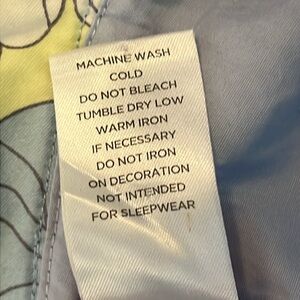 MACHINE WASH
COLD
DO NOT BLEACH
TUMBLE DRY LOW
WARM IRON
IF NECESSARY
DO NOT IRON
ON DECORATION
NOT INTENDED
FOR SLEEPWEAR